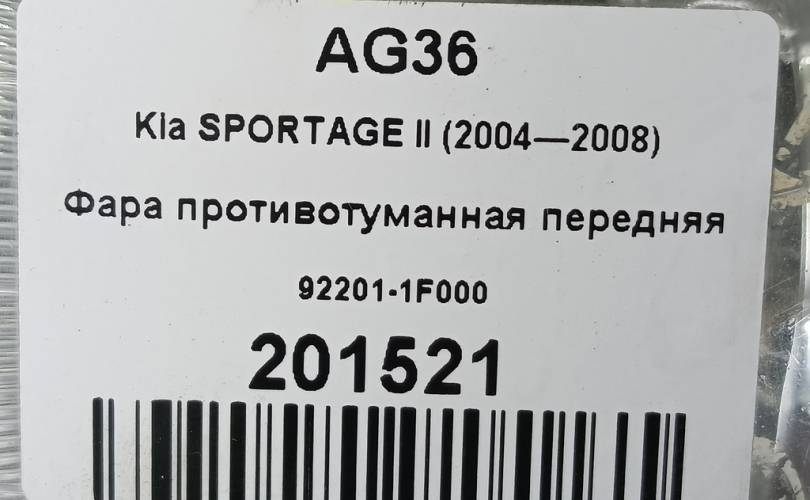 AG36
Kia SPORTAGE II (2004—2008)
Фара противотуманная передняя
92201-1F000
201521